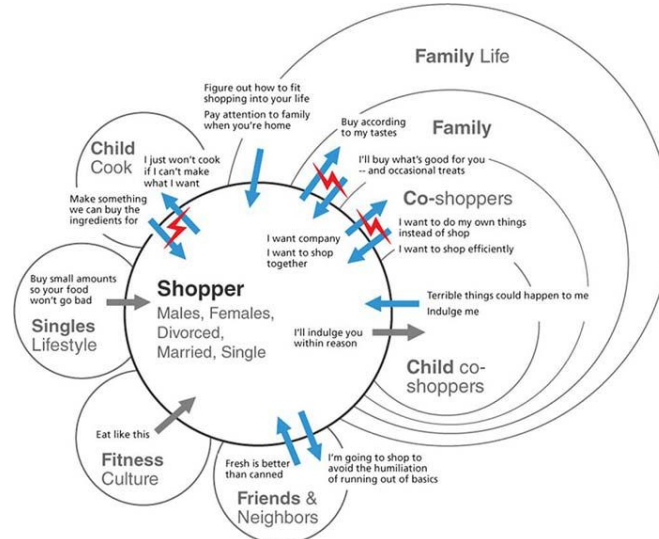 Family Life
Figure out how to fit
shopping into your life
Pay attention to family
when you're home
Buy according
to my tastes
Family
I'll buy what's good for you
-- and occasional treats
Child
Cook
I just won't cook
if I can't make
what I want
Make something
we can buy the
ingredients for
Co-shoppers
I want to do my own things
instead of shop
I want to shop efficiently
I want company
I want to shop
together
Buy small amounts
so your food
won't go bad
Singles
Lifestyle
Shopper
Males, Females,
Divorced,
Married, Single
Terrible things could happen to me
Indulge me
I'll indulge you
within reason
Child co-
shoppers
Eat like this
Fitness
Culture
Fresh is better
than canned
I'm going to shop to
avoid the humiliation
of running out of basics
Friends &
Neighbors